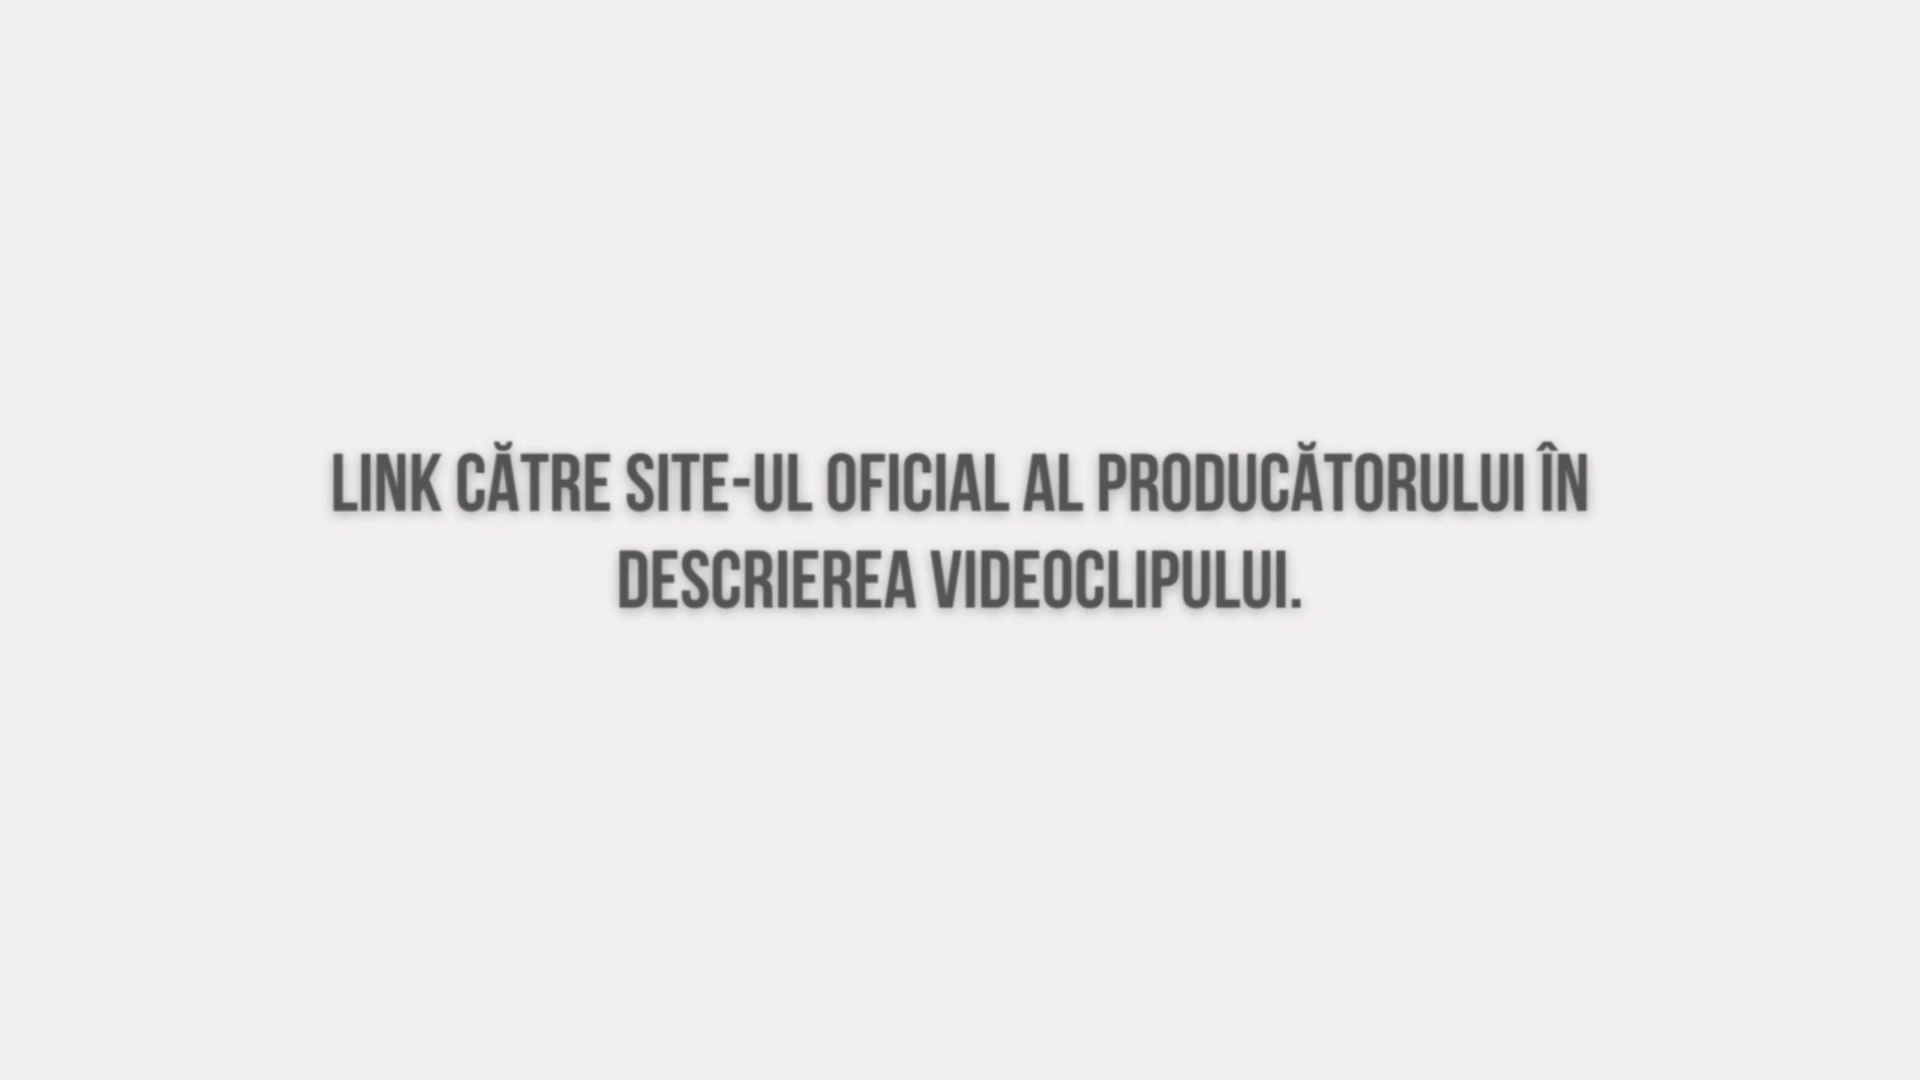 LINK CĂTRE SITE-UL OFICIAL AL PRODUCĂTORULUI ÎN
DESCRIEREA VIDEOCLIPULUI.